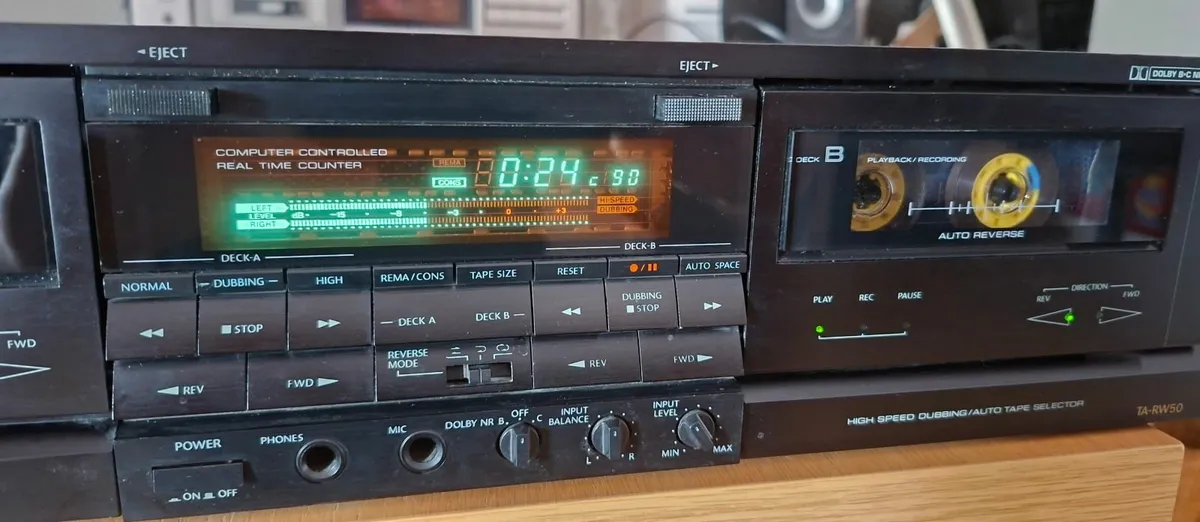 ◄ EJECT
EJECT ►
DOLBY B·C N
COMPUTER CONTROLLED
REAL TIME COUNTER
REMA
CONS
0:24 c 90
LEFT
LEVEL
RIGHT
dB• -15 • -8 • -3 • 0 • +3
HI-SPEED
DUBBING
DECK B
PLAYBACK/RECORDING
AUTO REVERSE
DECK-A
DECK-B
NORMAL
DUBBING
HIGH
REMA/CONS
TAPE SIZE
RESET
●/❚❚
AUTO SPACE
◄◄
■ STOP
►►
DECK A
DECK B
◄◄
DUBBING
■ STOP
►►
PLAY
REC
PAUSE
DIRECTION
REV
FWD
FWD
◄ REV
FWD ►
REVERSE
MODE
◄ REV
FWD ►
POWER
ON
OFF
PHONES
MIC
DOLBY NR B OFF C
INPUT
BALANCE
L
R
INPUT
LEVEL
MIN
MAX
HIGH SPEED DUBBING/AUTO TAPE SELECTOR
TA-RW50